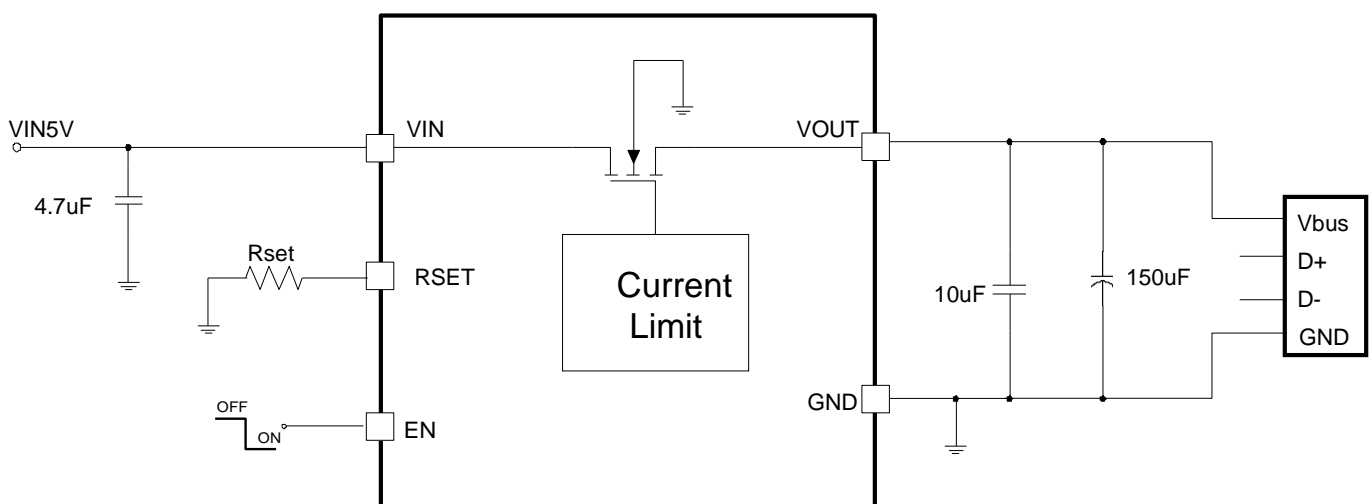 VIN5V
VIN
VOUT
4.7uF
Rset
RSET
Current
Limit
10uF
150uF
Vbus
D+
D-
GND
OFF
ON
EN
GND